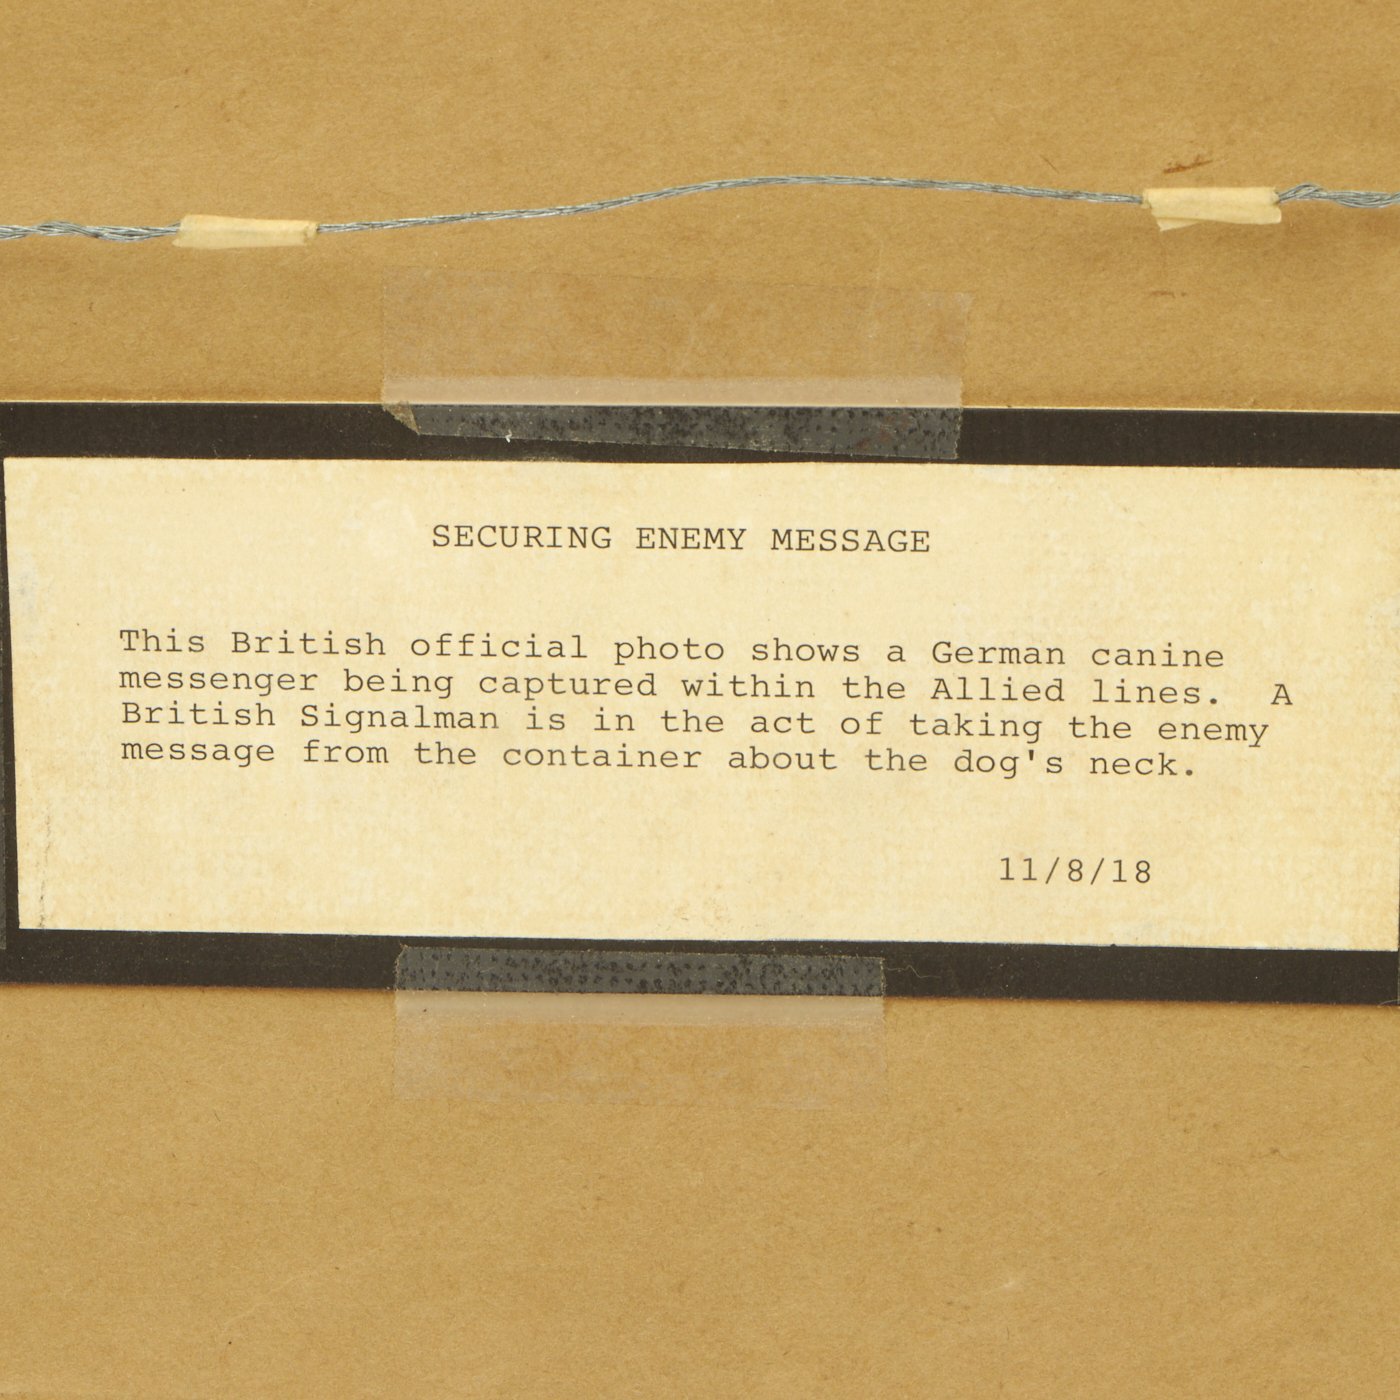 SECURING ENEMY MESSAGE
This British official photo shows a German canine
messenger being captured within the Allied lines. A
British Signalman is in the act of taking the enemy
message from the container about the dog's neck.
11/8/18